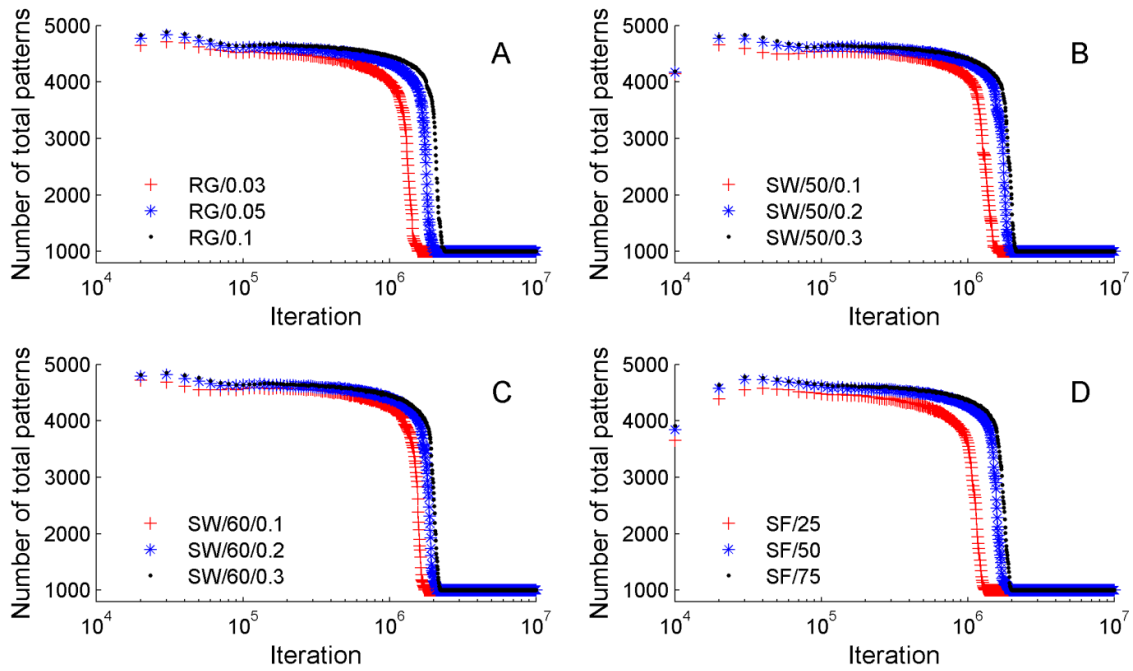 A
Number of total patterns
5000
4000
3000
2000
1000
RG/0.03
RG/0.05
RG/0.1
10^4
10^5
10^6
10^7
Iteration
B
Number of total patterns
5000
4000
3000
2000
1000
SW/50/0.1
SW/50/0.2
SW/50/0.3
10^4
10^5
10^6
10^7
Iteration
C
Number of total patterns
5000
4000
3000
2000
1000
SW/60/0.1
SW/60/0.2
SW/60/0.3
10^4
10^5
10^6
10^7
Iteration
D
Number of total patterns
5000
4000
3000
2000
1000
SF/25
SF/50
SF/75
10^4
10^5
10^6
10^7
Iteration